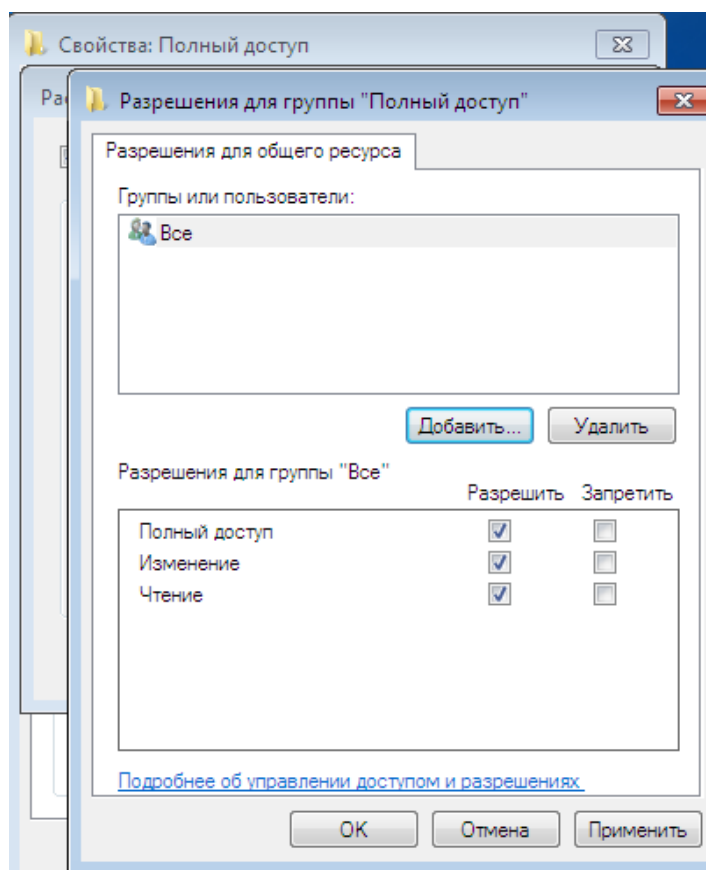 Свойства: Полный доступ
Разрешения для группы "Полный доступ"
Разрешения для общего ресурса
Группы или пользователи:
Все
Добавить... Удалить
Разрешения для группы "Все"
Разрешить Запретить
Полный доступ
Изменение
Чтение
Подробнее об управлении доступом и разрешениях
ОК Отмена Применить